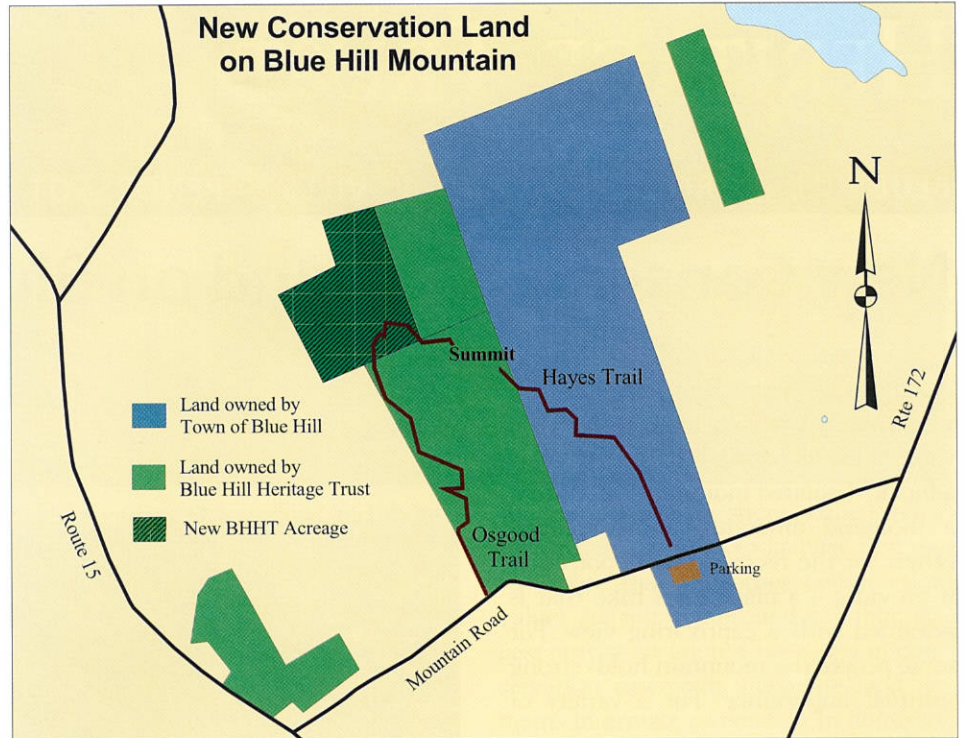 New Conservation Land
on Blue Hill Mountain
N
Summit
Hayes Trail
Rte 172
Land owned by
Town of Blue Hill
Land owned by
Blue Hill Heritage Trust
New BHHT Acreage
Route 15
Osgood
Trail
Parking
Mountain Road